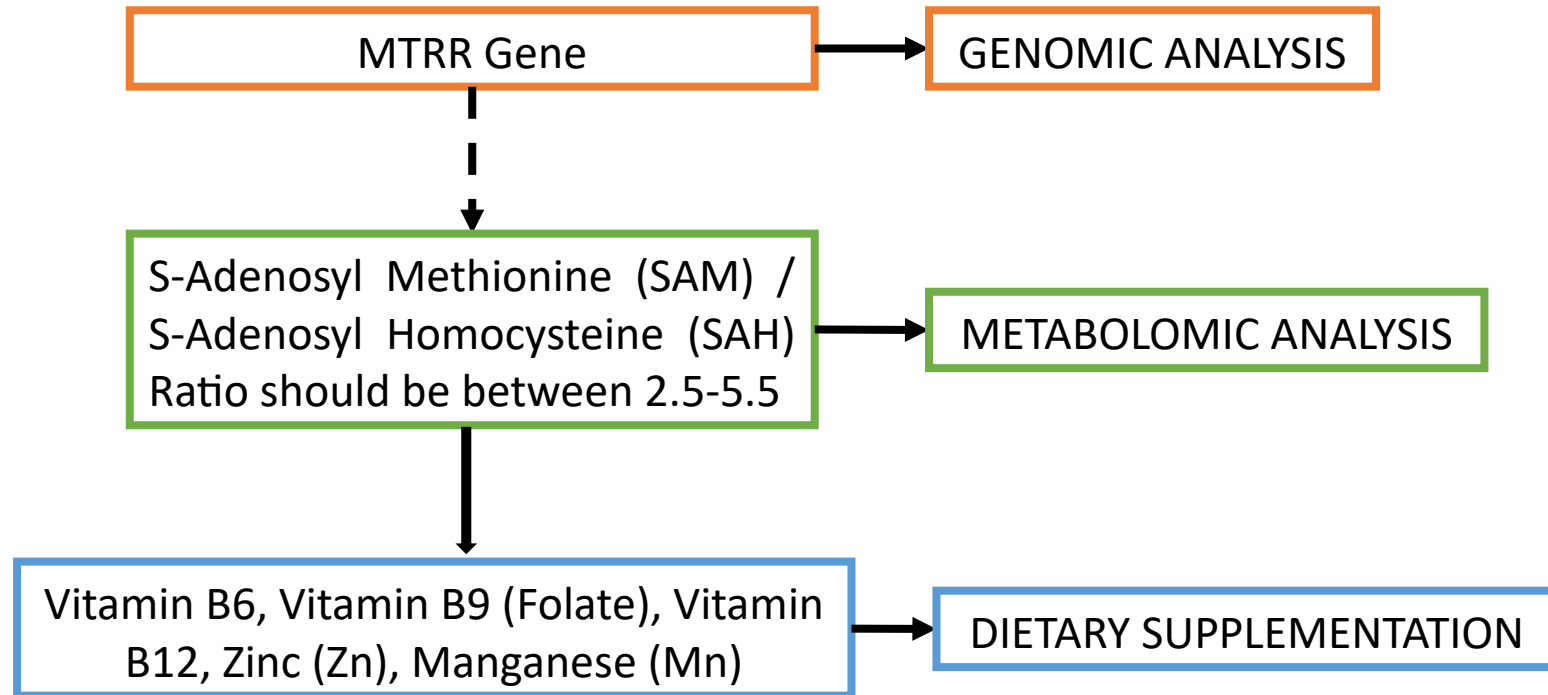 MTRR Gene
GENOMIC ANALYSIS
S-Adenosyl Methionine (SAM) /
S-Adenosyl Homocysteine (SAH)
Ratio should be between 2.5-5.5
METABOLOMIC ANALYSIS
Vitamin B6, Vitamin B9 (Folate), Vitamin
B12, Zinc (Zn), Manganese (Mn)
DIETARY SUPPLEMENTATION